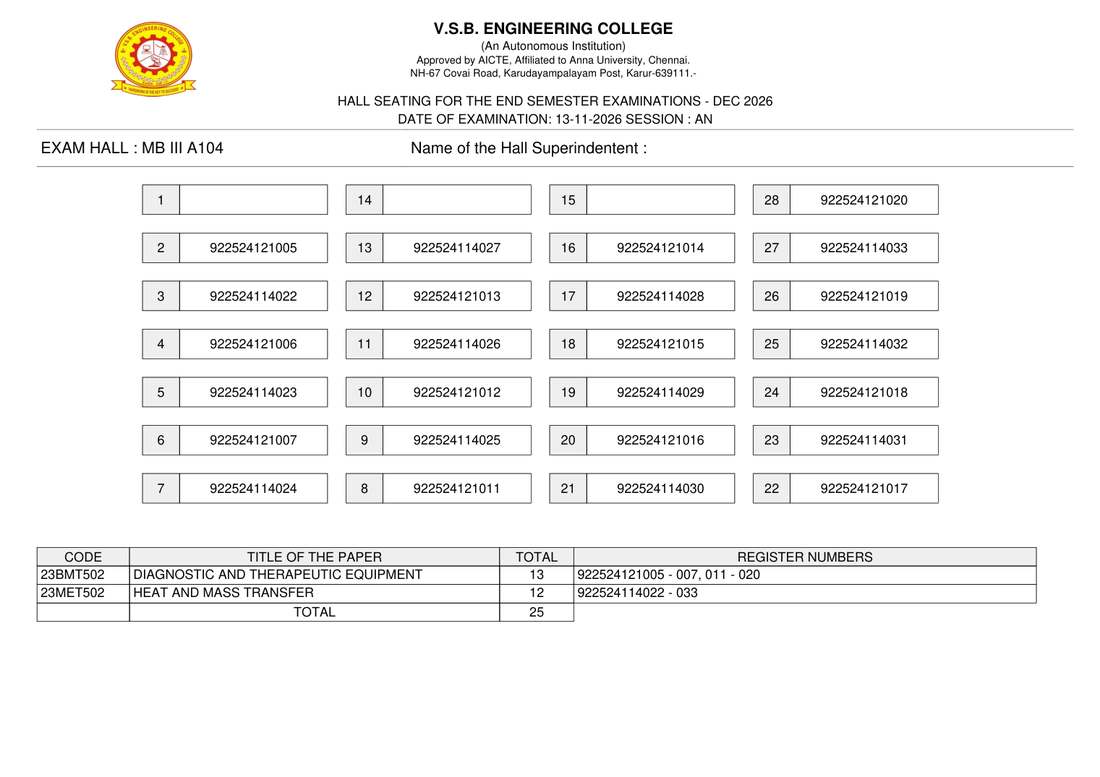 V.S.B. ENGINEERING COLLEGE
(An Autonomous Institution)
Approved by AICTE, Affiliated to Anna University, Chennai.
NH-67 Covai Road, Karudayampalayam Post, Karur-639111.-
HALL SEATING FOR THE END SEMESTER EXAMINATIONS - DEC 2026
DATE OF EXAMINATION: 13-11-2026 SESSION : AN
EXAM HALL : MB III A104 Name of the Hall Superindentent :
1 14 15 28 922524121020
2 922524121005 13 922524114027 16 922524121014 27 922524114033
3 922524114022 12 922524121013 17 922524114028 26 922524121019
4 922524121006 11 922524114026 18 922524121015 25 922524114032
5 922524114023 10 922524121012 19 922524114029 24 922524121018
6 922524121007 9 922524114025 20 922524121016 23 922524114031
7 922524114024 8 922524121011 21 922524114030 22 922524121017
CODE TITLE OF THE PAPER TOTAL REGISTER NUMBERS
23BMT502 DIAGNOSTIC AND THERAPEUTIC EQUIPMENT 13 922524121005 - 007, 011 - 020
23MET502 HEAT AND MASS TRANSFER 12 922524114022 - 033
TOTAL 25